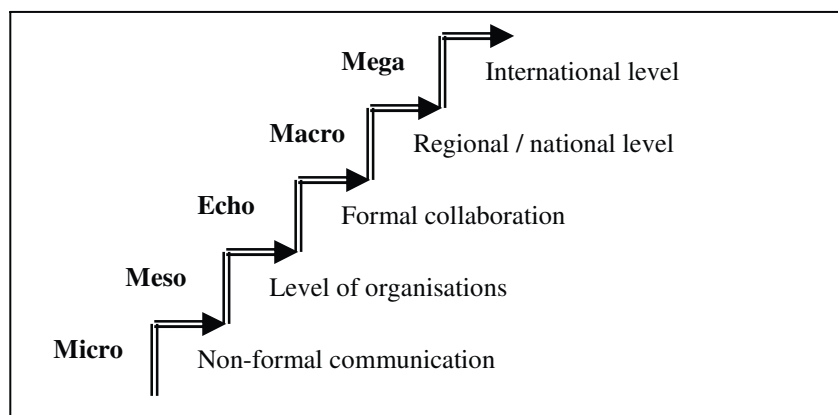 Mega
International level
Macro
Regional / national level
Echo
Formal collaboration
Meso
Level of organisations
Micro
Non-formal communication